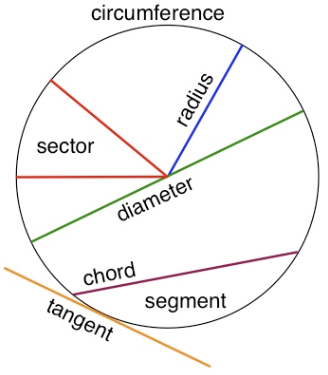 circumference
radius
sector
diameter
chord
segment
tangent